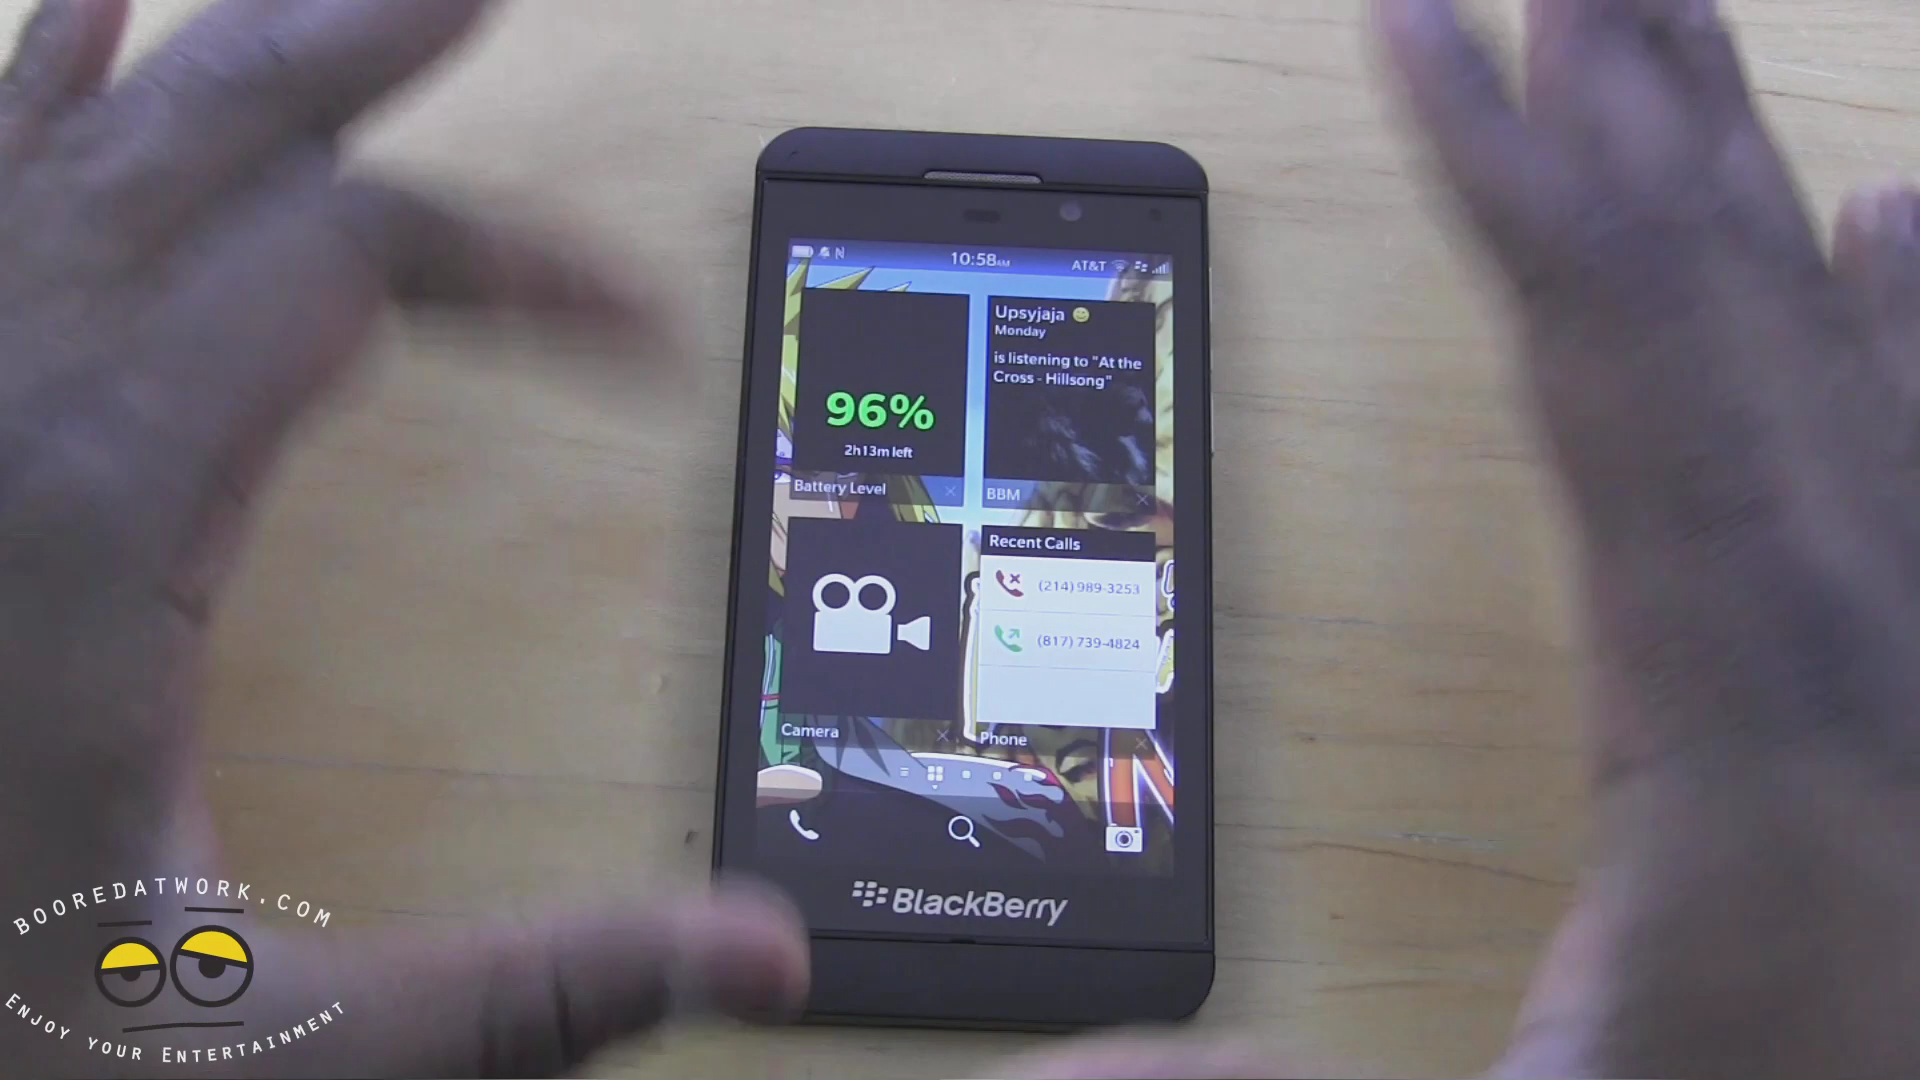 10:58AM
AT&T
96%
2h13m left
Battery Level
Upsyjaja
Monday
is listening to "At the
Cross - Hillsong"
BBM
Camera
Recent Calls
(214) 989-3253
(817) 739-4824
Phone
BlackBerry
BOOREDATWORK.COM
ENJOY YOUR ENTERTAINMENT